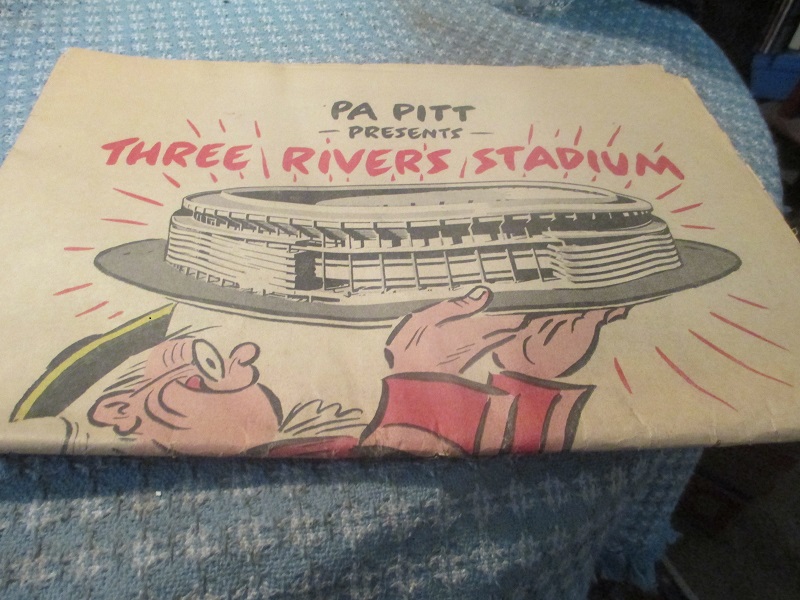 PA PITT
— PRESENTS —
THREE RIVERS STADIUM